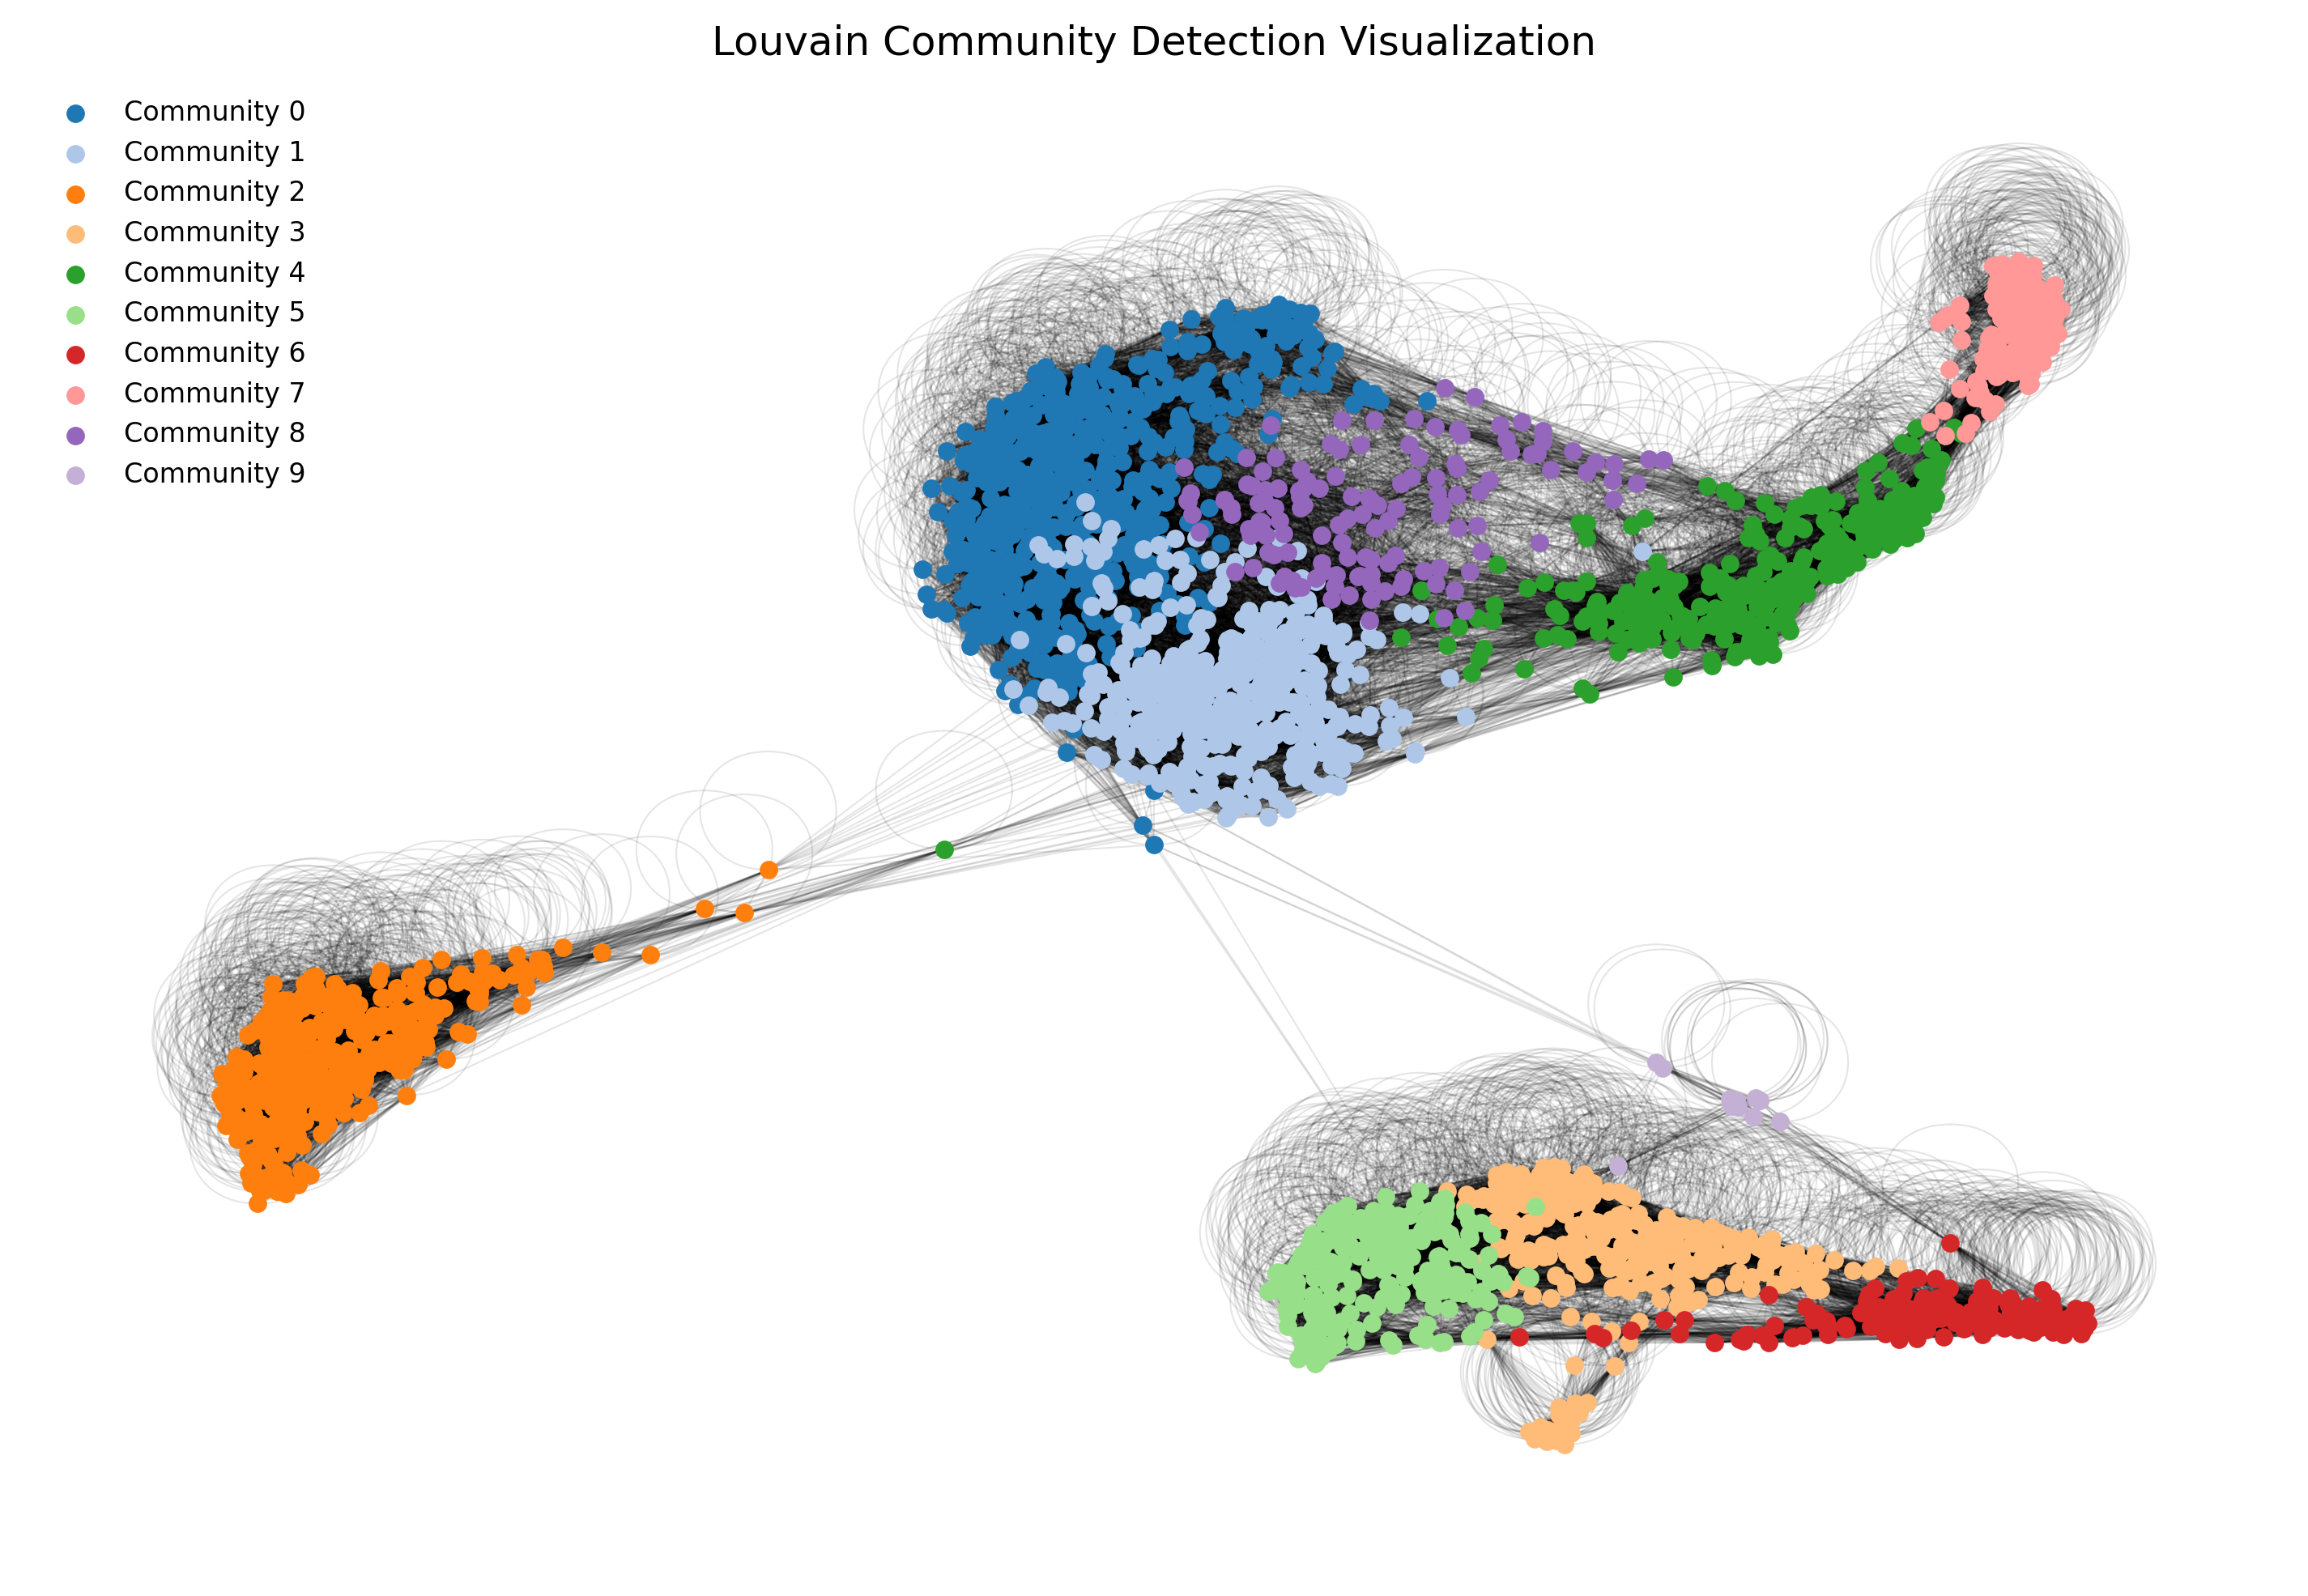 Louvain Community Detection Visualization
Community 0
Community 1
Community 2
Community 3
Community 4
Community 5
Community 6
Community 7
Community 8
Community 9